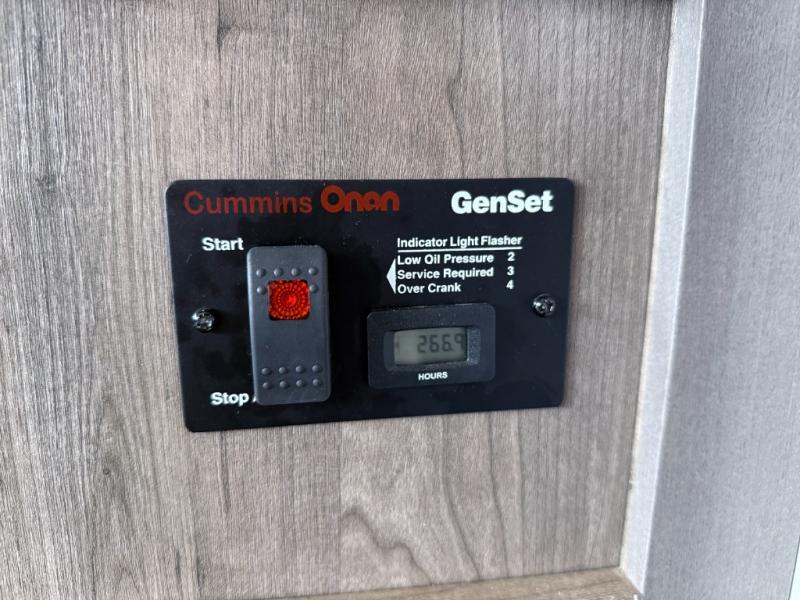 Cummins Onan GenSet
Start
Indicator Light Flasher
Low Oil Pressure 2
Service Required 3
Over Crank 4
266.9
HOURS
Stop